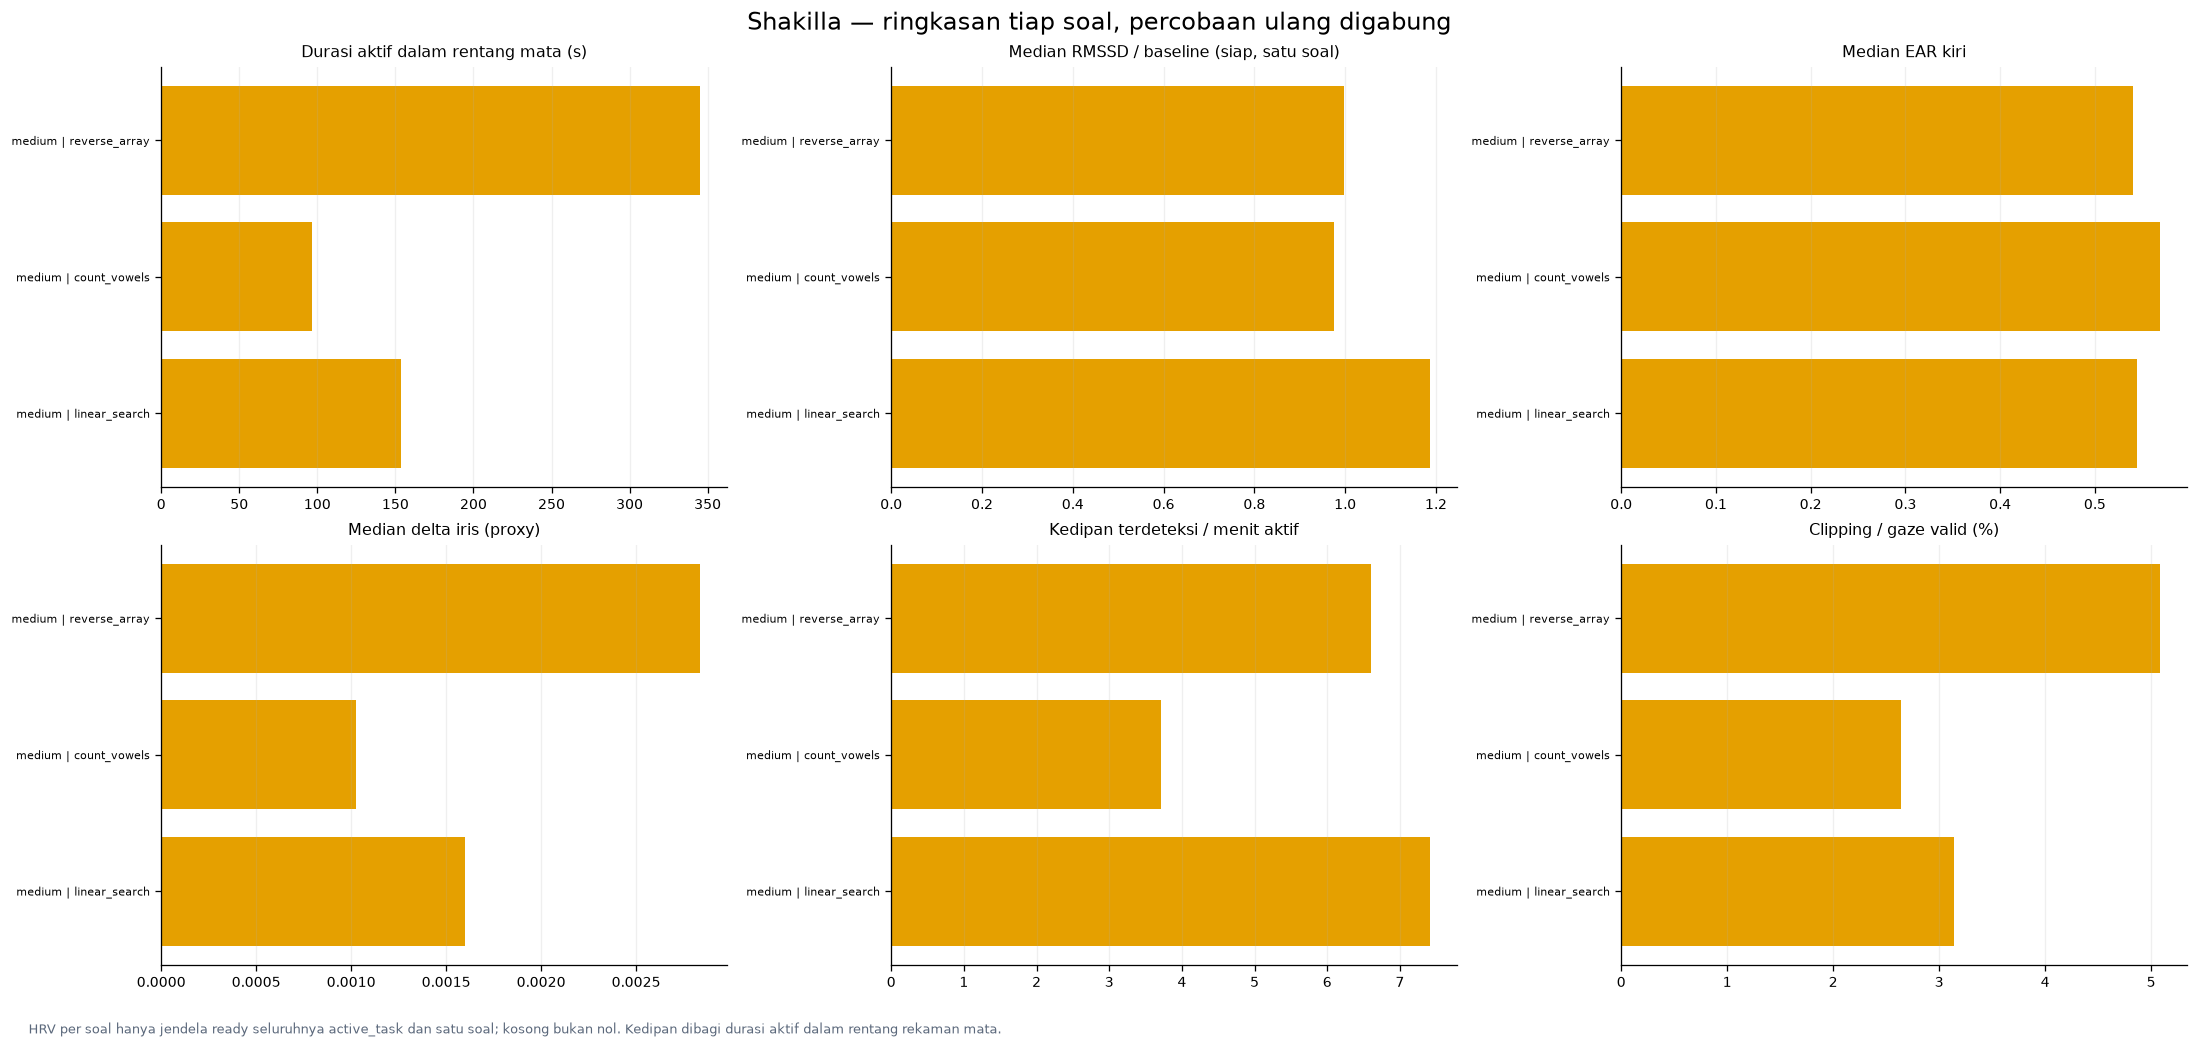 Shakilla — ringkasan tiap soal, percobaan ulang digabung
Durasi aktif dalam rentang mata (s)
medium | reverse_array
medium | count_vowels
medium | linear_search
0 50 100 150 200 250 300 350
Median RMSSD / baseline (siap, satu soal)
medium | reverse_array
medium | count_vowels
medium | linear_search
0.0 0.2 0.4 0.6 0.8 1.0 1.2
Median EAR kiri
medium | reverse_array
medium | count_vowels
medium | linear_search
0.0 0.1 0.2 0.3 0.4 0.5
Median delta iris (proxy)
medium | reverse_array
medium | count_vowels
medium | linear_search
0.0000 0.0005 0.0010 0.0015 0.0020 0.0025
Kedipan terdeteksi / menit aktif
medium | reverse_array
medium | count_vowels
medium | linear_search
0 1 2 3 4 5 6 7
Clipping / gaze valid (%)
medium | reverse_array
medium | count_vowels
medium | linear_search
0 1 2 3 4 5
HRV per soal hanya jendela ready seluruhnya active_task dan satu soal; kosong bukan nol. Kedipan dibagi durasi aktif dalam rentang rekaman mata.